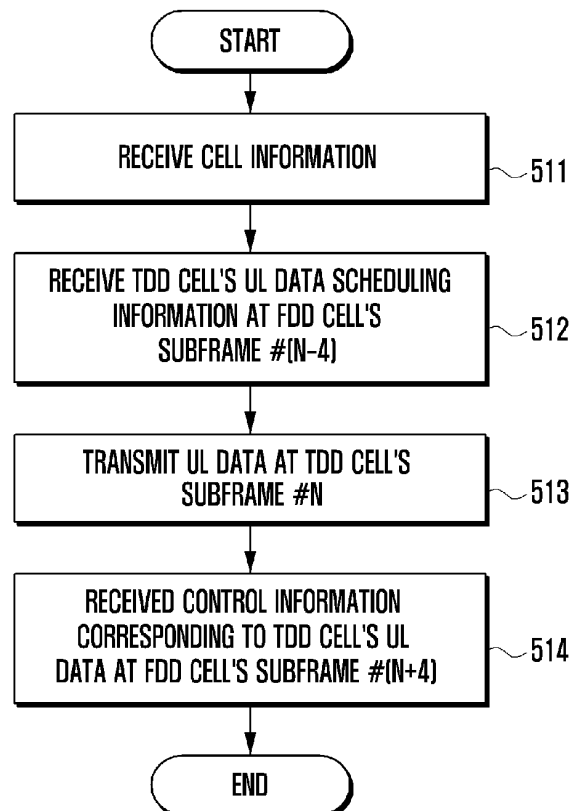 START
RECEIVE CELL INFORMATION
511
RECEIVE TDD CELL'S UL DATA SCHEDULING
INFORMATION AT FDD CELL'S
SUBFRAME #(N-4)
512
TRANSMIT UL DATA AT TDD CELL'S
SUBFRAME #N
513
RECEIVED CONTROL INFORMATION
CORRESPONDING TO TDD CELL'S UL
DATA AT FDD CELL'S SUBFRAME #(N+4)
514
END